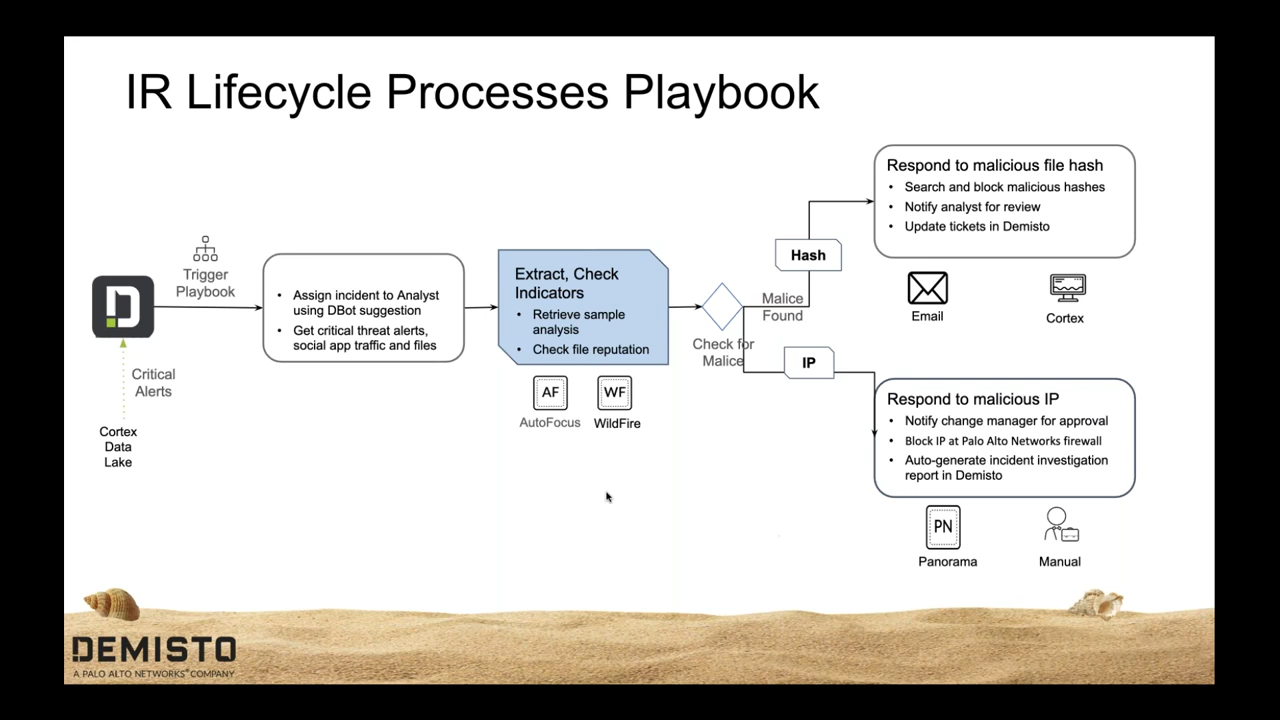 IR Lifecycle Processes Playbook
Trigger
Playbook
Critical
Alerts
Cortex
Data
Lake
• Assign incident to Analyst
using DBot suggestion
• Get critical threat alerts,
social app traffic and files
Extract, Check
Indicators
• Retrieve sample
analysis
• Check file reputation
AF
AutoFocus
WF
WildFire
Check for
Malice
Malice
Found
Hash
IP
Respond to malicious file hash
• Search and block malicious hashes
• Notify analyst for review
• Update tickets in Demisto
Email
Cortex
Respond to malicious IP
• Notify change manager for approval
• Block IP at Palo Alto Networks firewall
• Auto-generate incident investigation
report in Demisto
PN
Panorama
Manual
DEMISTO
A PALO ALTO NETWORKS® COMPANY